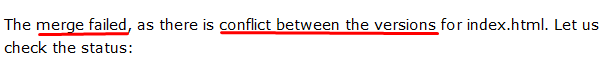 The merge failed, as there is conflict between the versions for index.html. Let us
check the status: